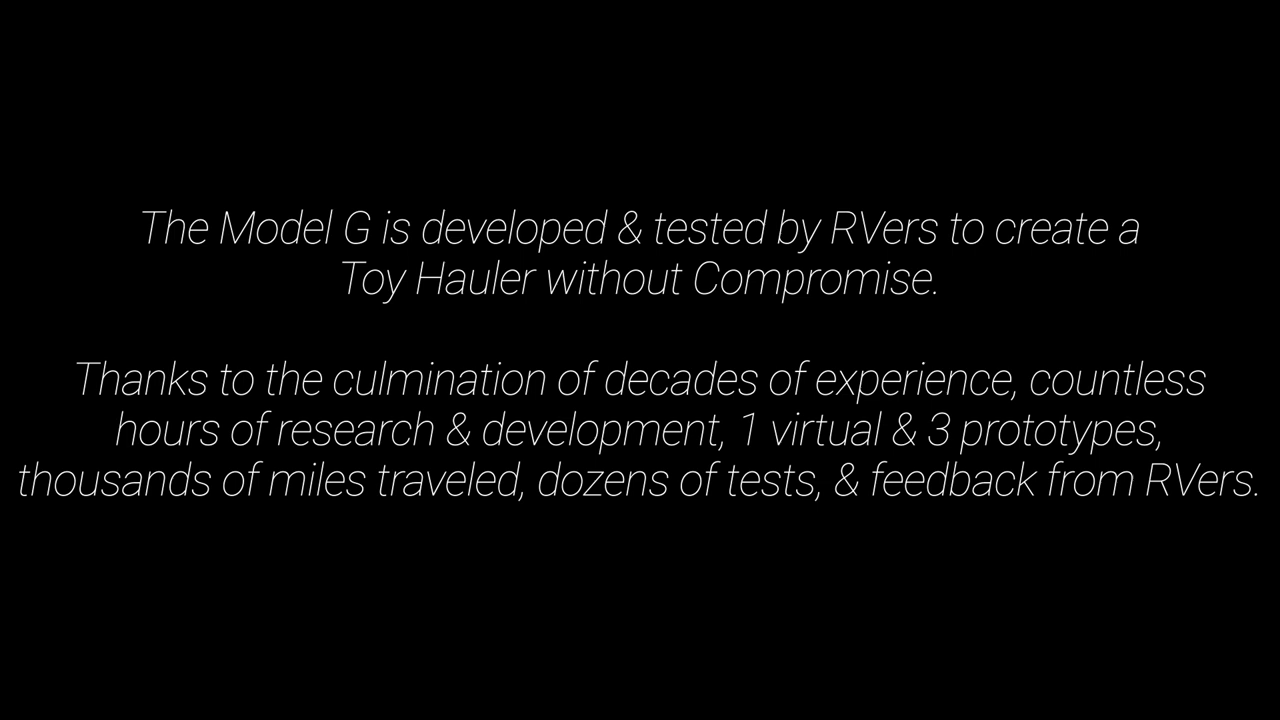 The Model G is developed & tested by RVers to create a
Toy Hauler without Compromise.
Thanks to the culmination of decades of experience, countless
hours of research & development, 1 virtual & 3 prototypes,
thousands of miles traveled, dozens of tests, & feedback from RVers.